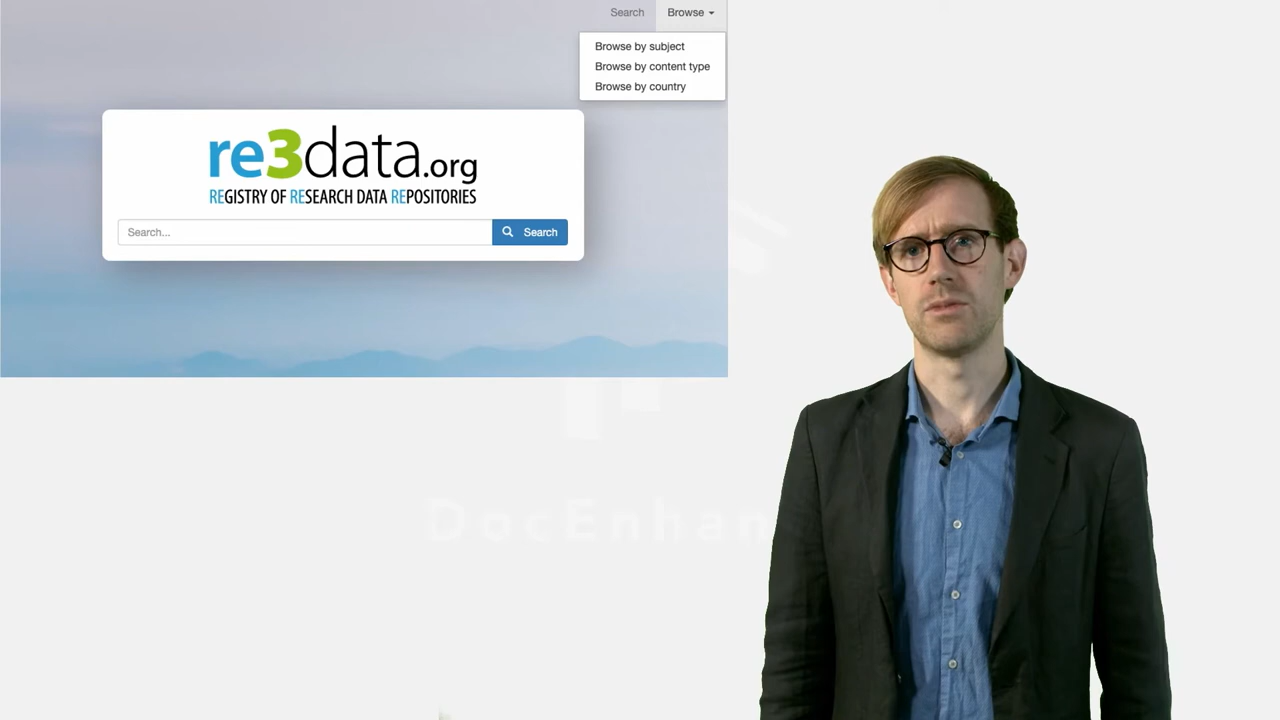 Search Browse
Browse by subject
Browse by content type
Browse by country
re3data.org
REGISTRY OF RESEARCH DATA REPOSITORIES
Search... Search
DocEnhan